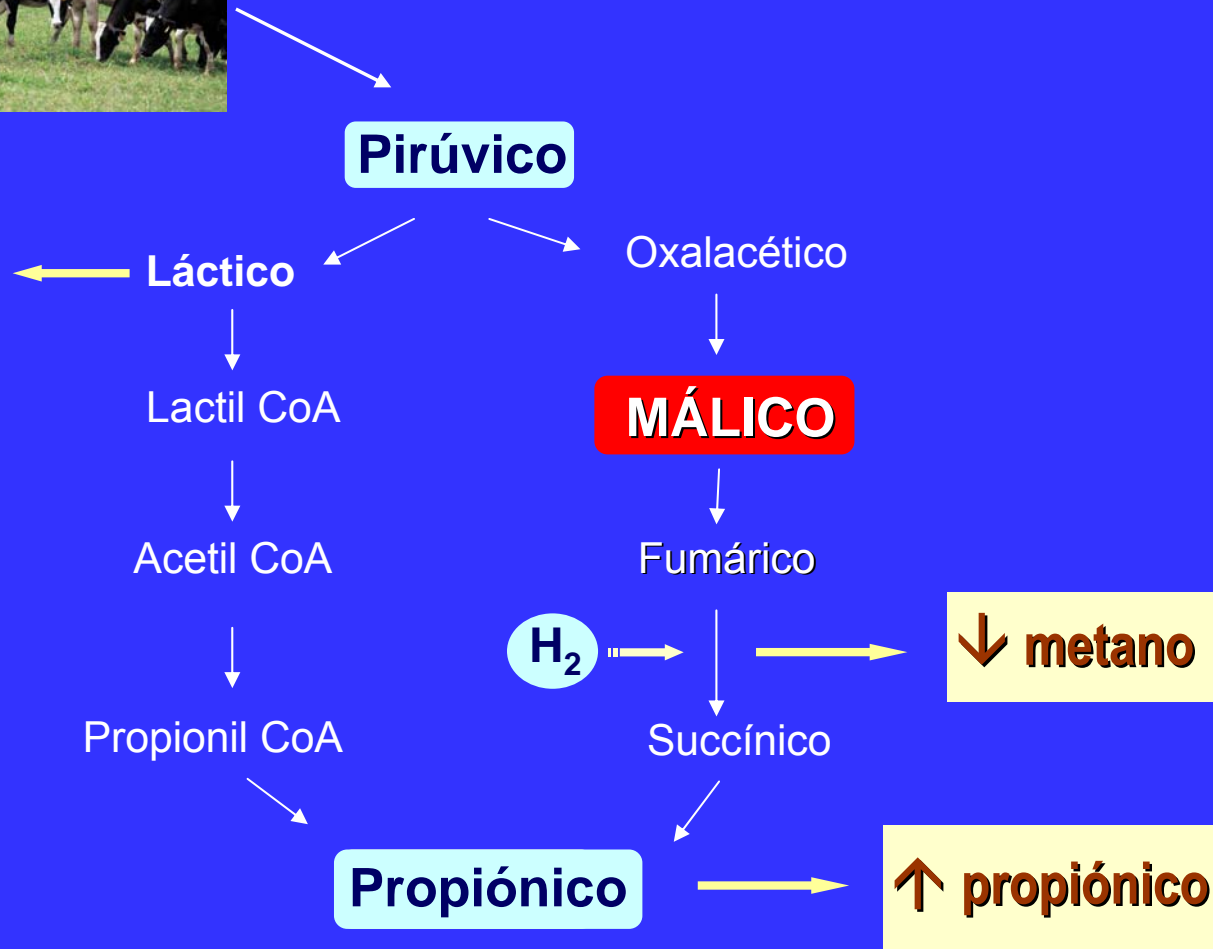 Pirúvico
Láctico
Oxalacético
Lactil CoA
MÁLICO
Acetil CoA
Fumárico
H₂
↓ metano
Propionil CoA
Succínico
Propiónico
↑ propiónico